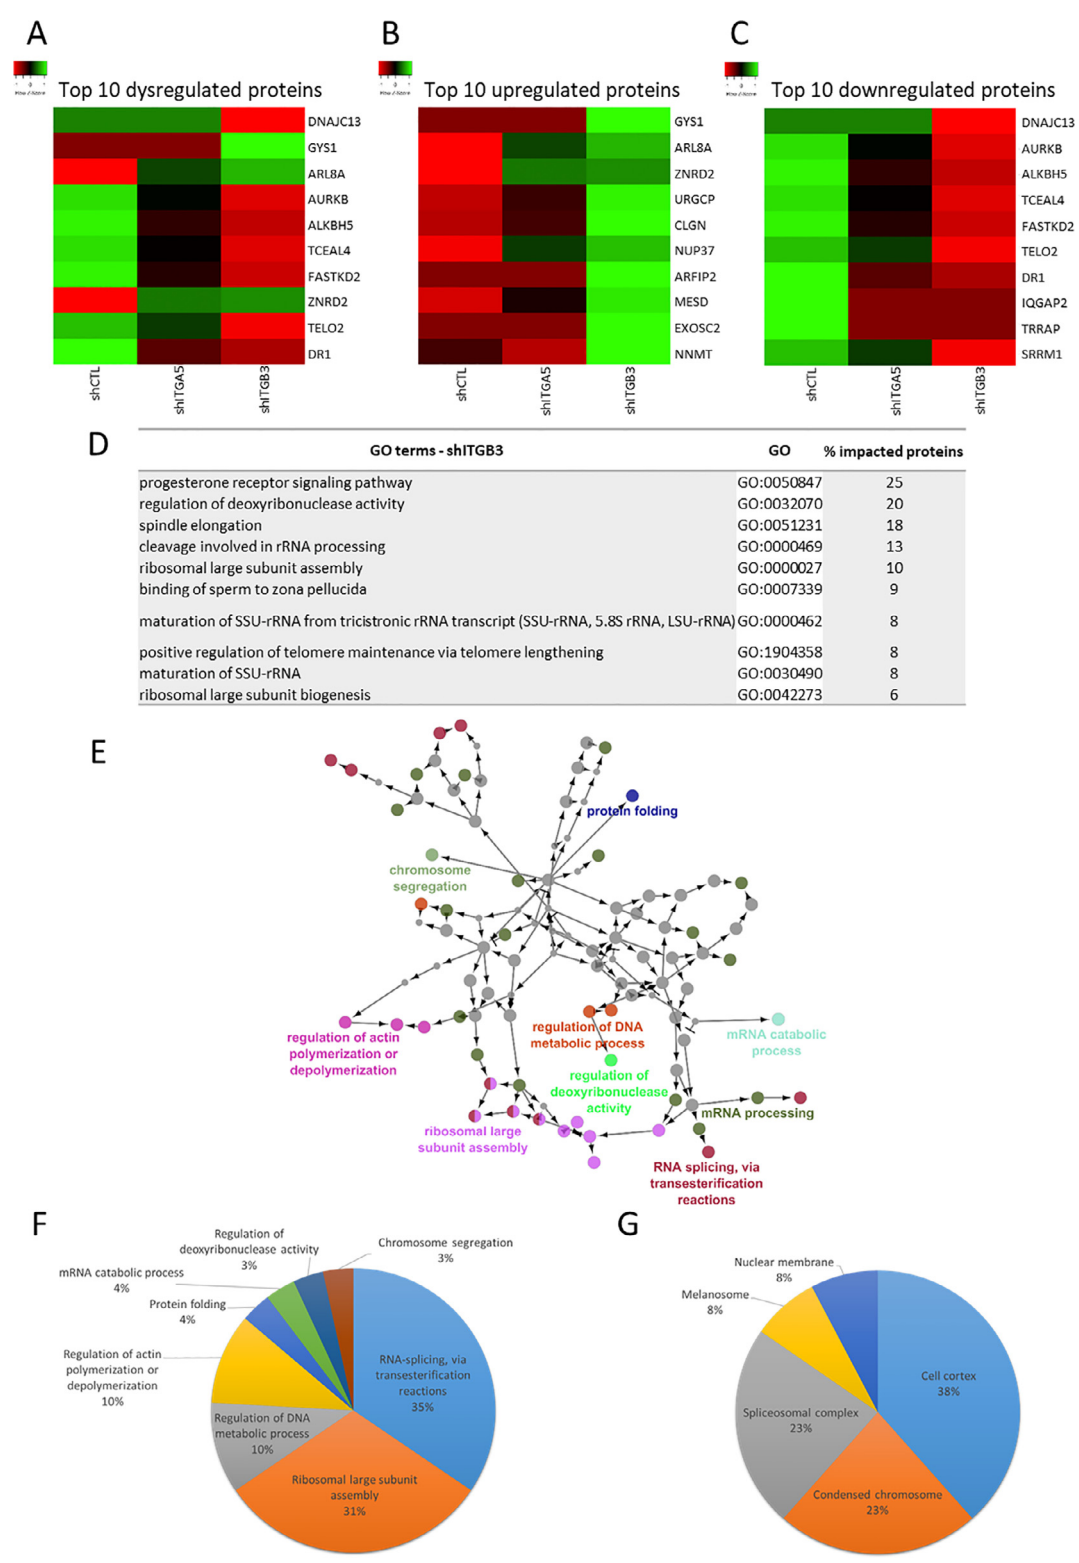 A
B
C
Top 10 dysregulated proteins
Top 10 upregulated proteins
Top 10 downregulated proteins
DNAJC13
GYS1
ARL8A
AURKB
ALKBH5
TCEAL4
FASTKD2
ZNRD2
TELO2
DR1
shCTL
shITGA5
shITGB3
GYS1
ARL8A
ZNRD2
URGCP
CLGN
NUP37
ARFIP2
MESD
EXOSC2
NNMT
shCTL
shITGA5
shITGB3
DNAJC13
AURKB
ALKBH5
TCEAL4
FASTKD2
TELO2
DR1
IQGAP2
TRRAP
SRRM1
shCTL
shITGA5
shITGB3
D
GO terms - shITGB3 GO % impacted proteins
progesterone receptor signaling pathway GO:0050847 25
regulation of deoxyribonuclease activity GO:0032070 20
spindle elongation GO:0051231 18
cleavage involved in rRNA processing GO:0000469 13
ribosomal large subunit assembly GO:0000027 10
binding of sperm to zona pellucida GO:0007339 9
maturation of SSU-rRNA from tricistronic rRNA transcript (SSU-rRNA, 5.8S rRNA, LSU-rRNA) GO:0000462 8
positive regulation of telomere maintenance via telomere lengthening GO:1904358 8
maturation of SSU-rRNA GO:0030490 8
ribosomal large subunit biogenesis GO:0042273 6
E
protein folding
chromosome
segregation
regulation of actin
polymerization or
depolymerization
regulation of DNA
metabolic process
mRNA catabolic
process
regulation of
deoxyribonuclease
activity
mRNA processing
ribosomal large
subunit assembly
RNA splicing, via
transesterification
reactions
F
Regulation of
deoxyribonuclease activity
3%
Chromosome segregation
3%
mRNA catabolic process
4%
Protein folding
4%
Regulation of actin
polymerization or
depolymerization
10%
RNA-splicing, via
transesterification
reactions
35%
Regulation of DNA
metabolic process
10%
Ribosomal large subunit
assembly
31%
G
Nuclear membrane
8%
Melanosome
8%
Cell cortex
38%
Spliceosomal complex
23%
Condensed chromosome
23%